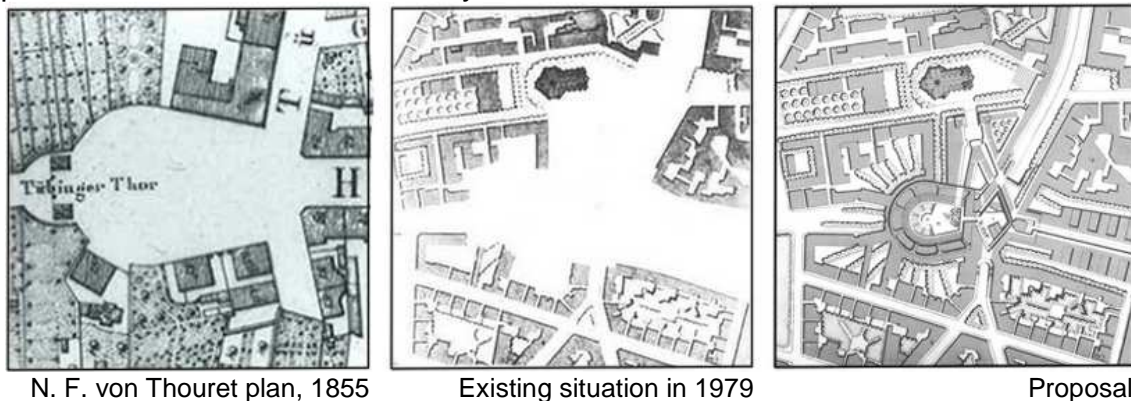 Tübinger Thor
T
ü
H
N. F. von Thouret plan, 1855
Existing situation in 1979
Proposal